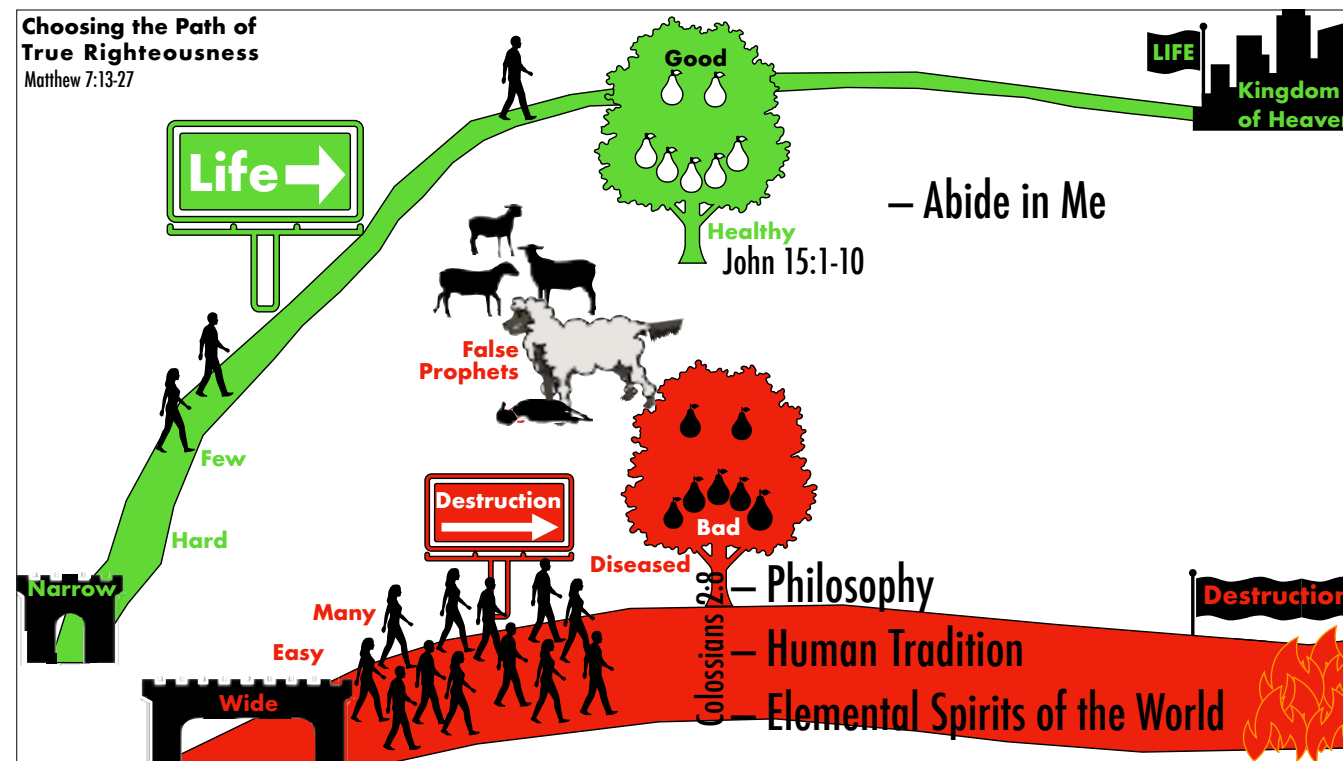 Choosing the Path of
True Righteousness
Matthew 7:13-27
Good
LIFE
Kingdom
of Heaven
Life
– Abide in Me
Healthy
John 15:1-10
False
Prophets
Few
Destruction
Bad
Hard
Diseased
Narrow
Many
Easy
Wide
Colossians 2:8
– Philosophy
– Human Tradition
– Elemental Spirits of the World
Destruction